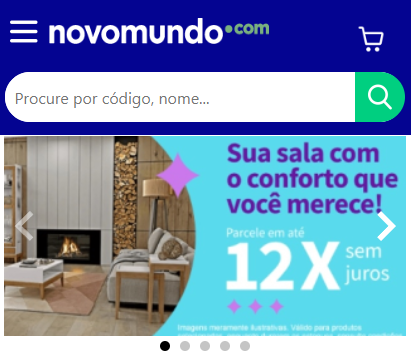 novomundo.com
Procure por código, nome...
Sua sala com
o conforto que
você merece!
Parcele em até
12X sem
juros
Imagens meramente ilustrativas. Válido para produtos